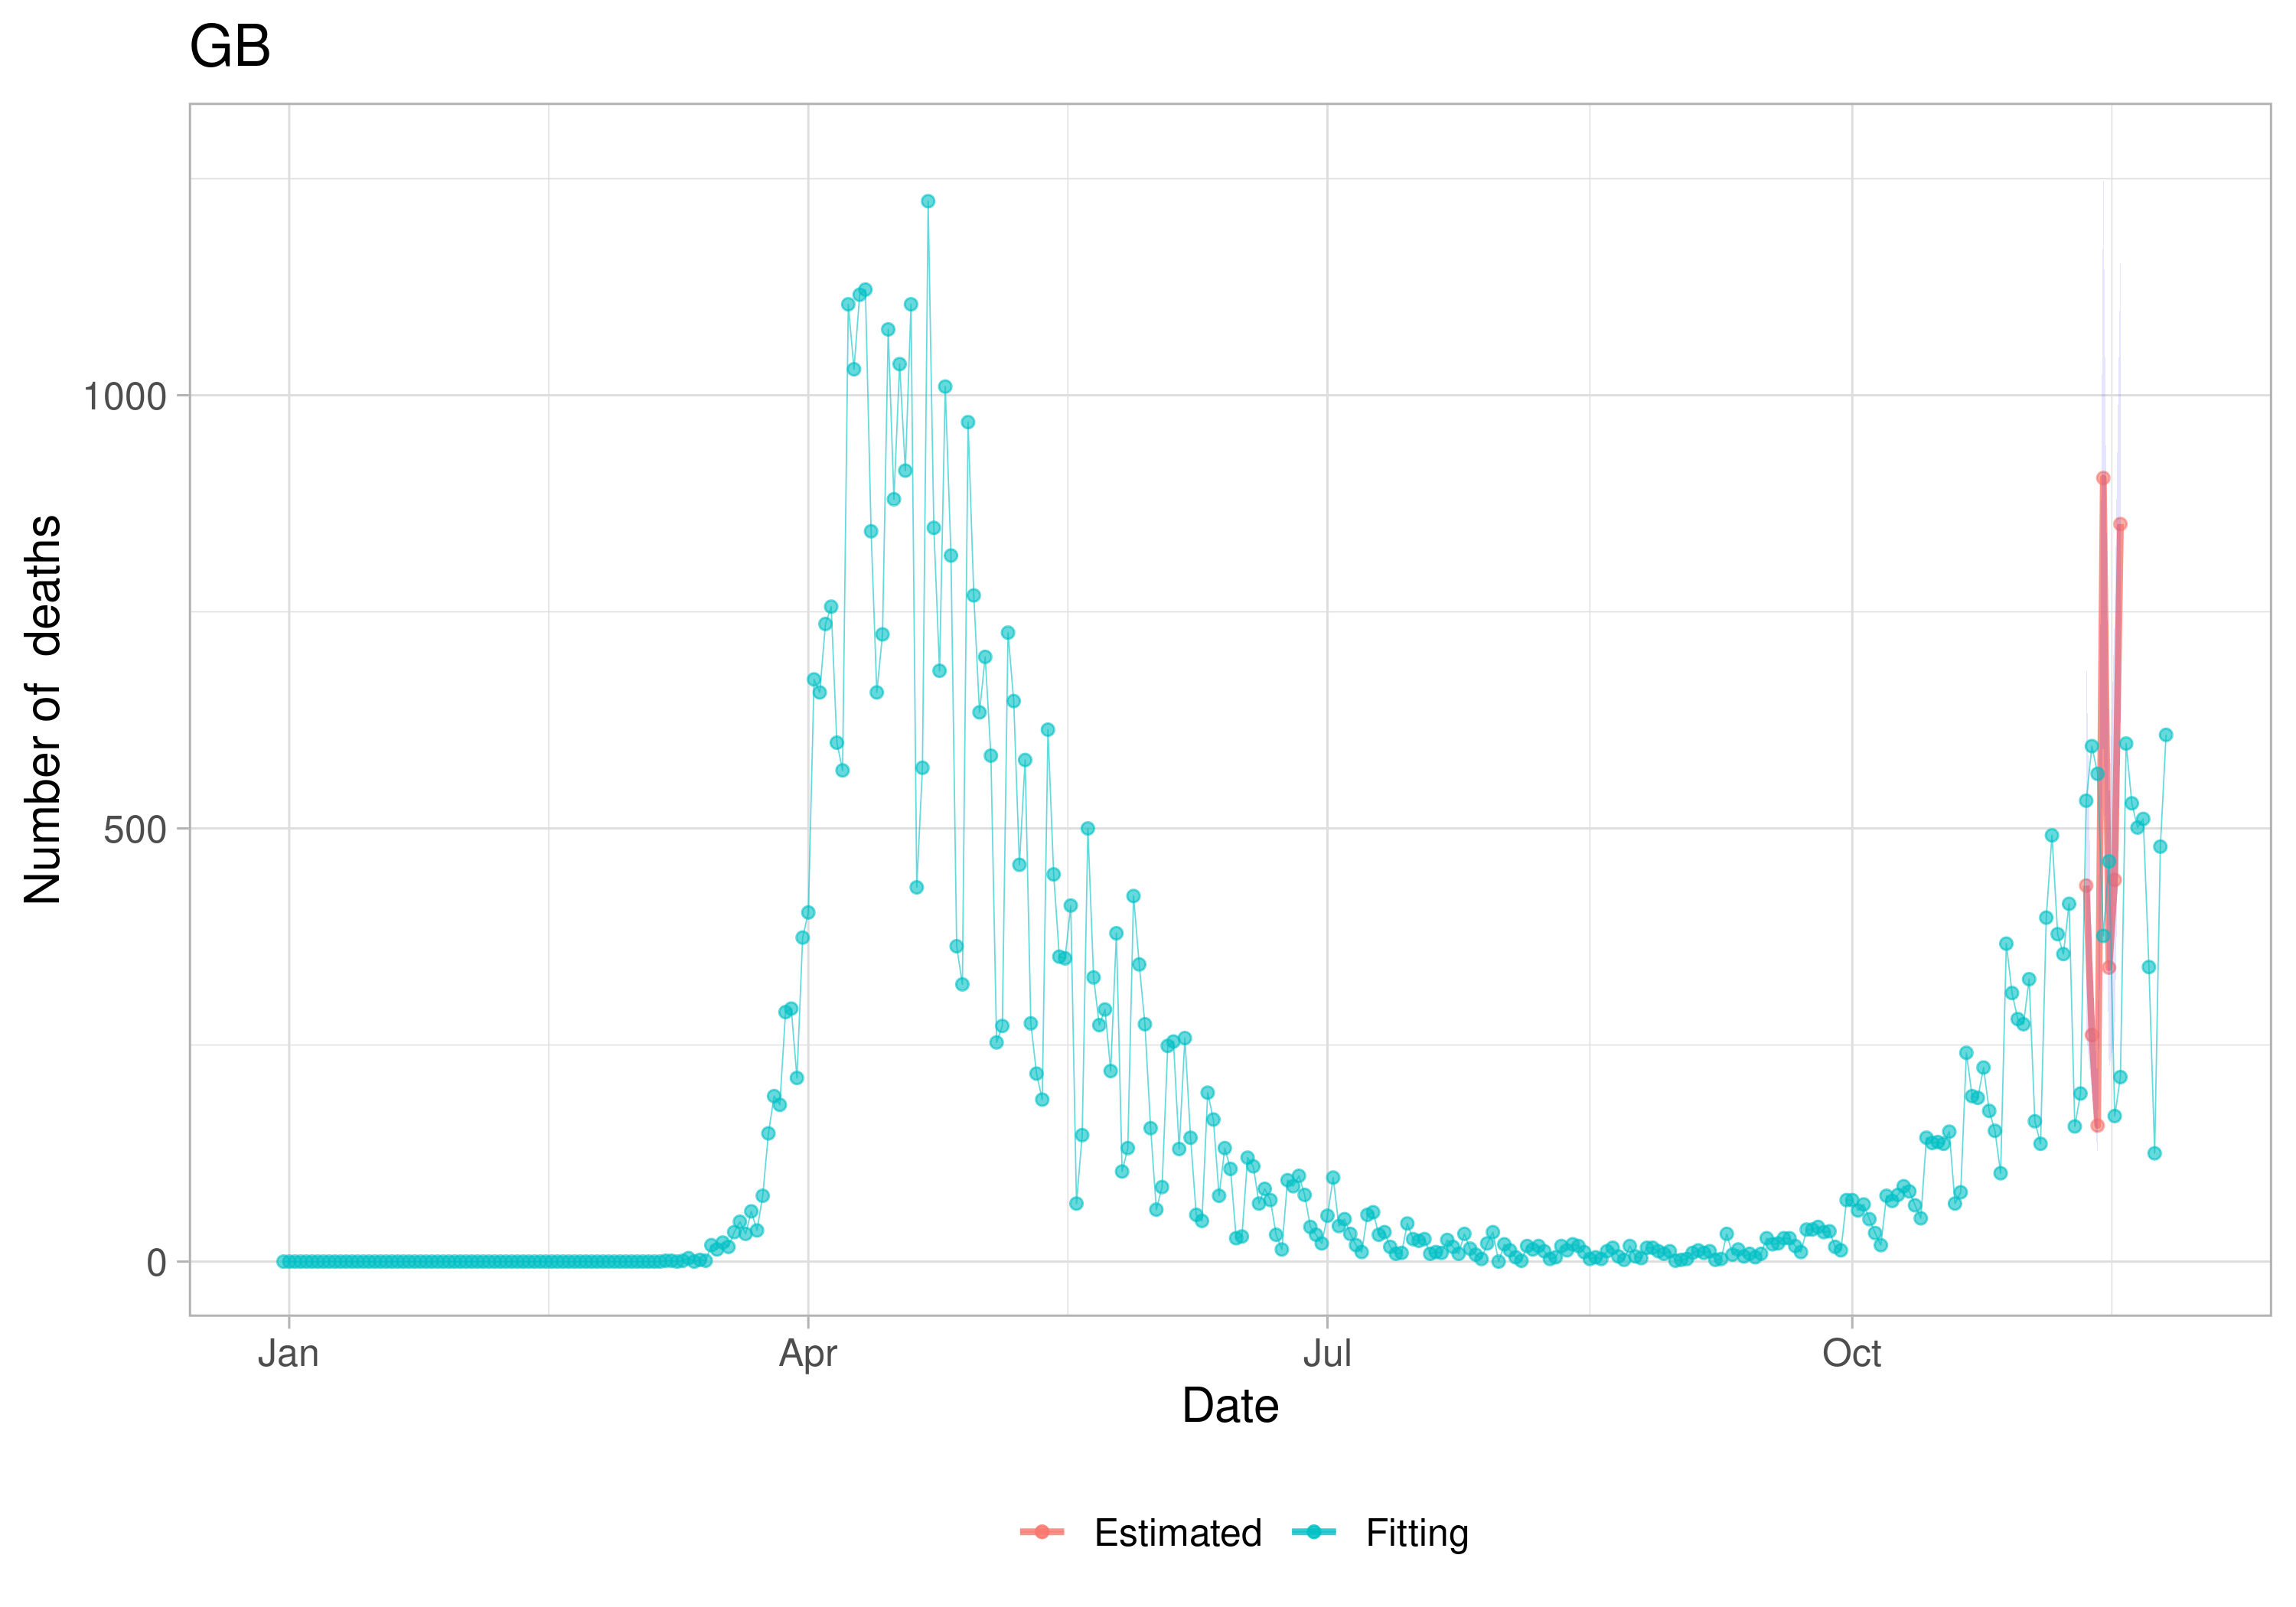 GB
Number of deaths
1000
500
0
Jan Apr Jul Oct
Date
Estimated Fitting